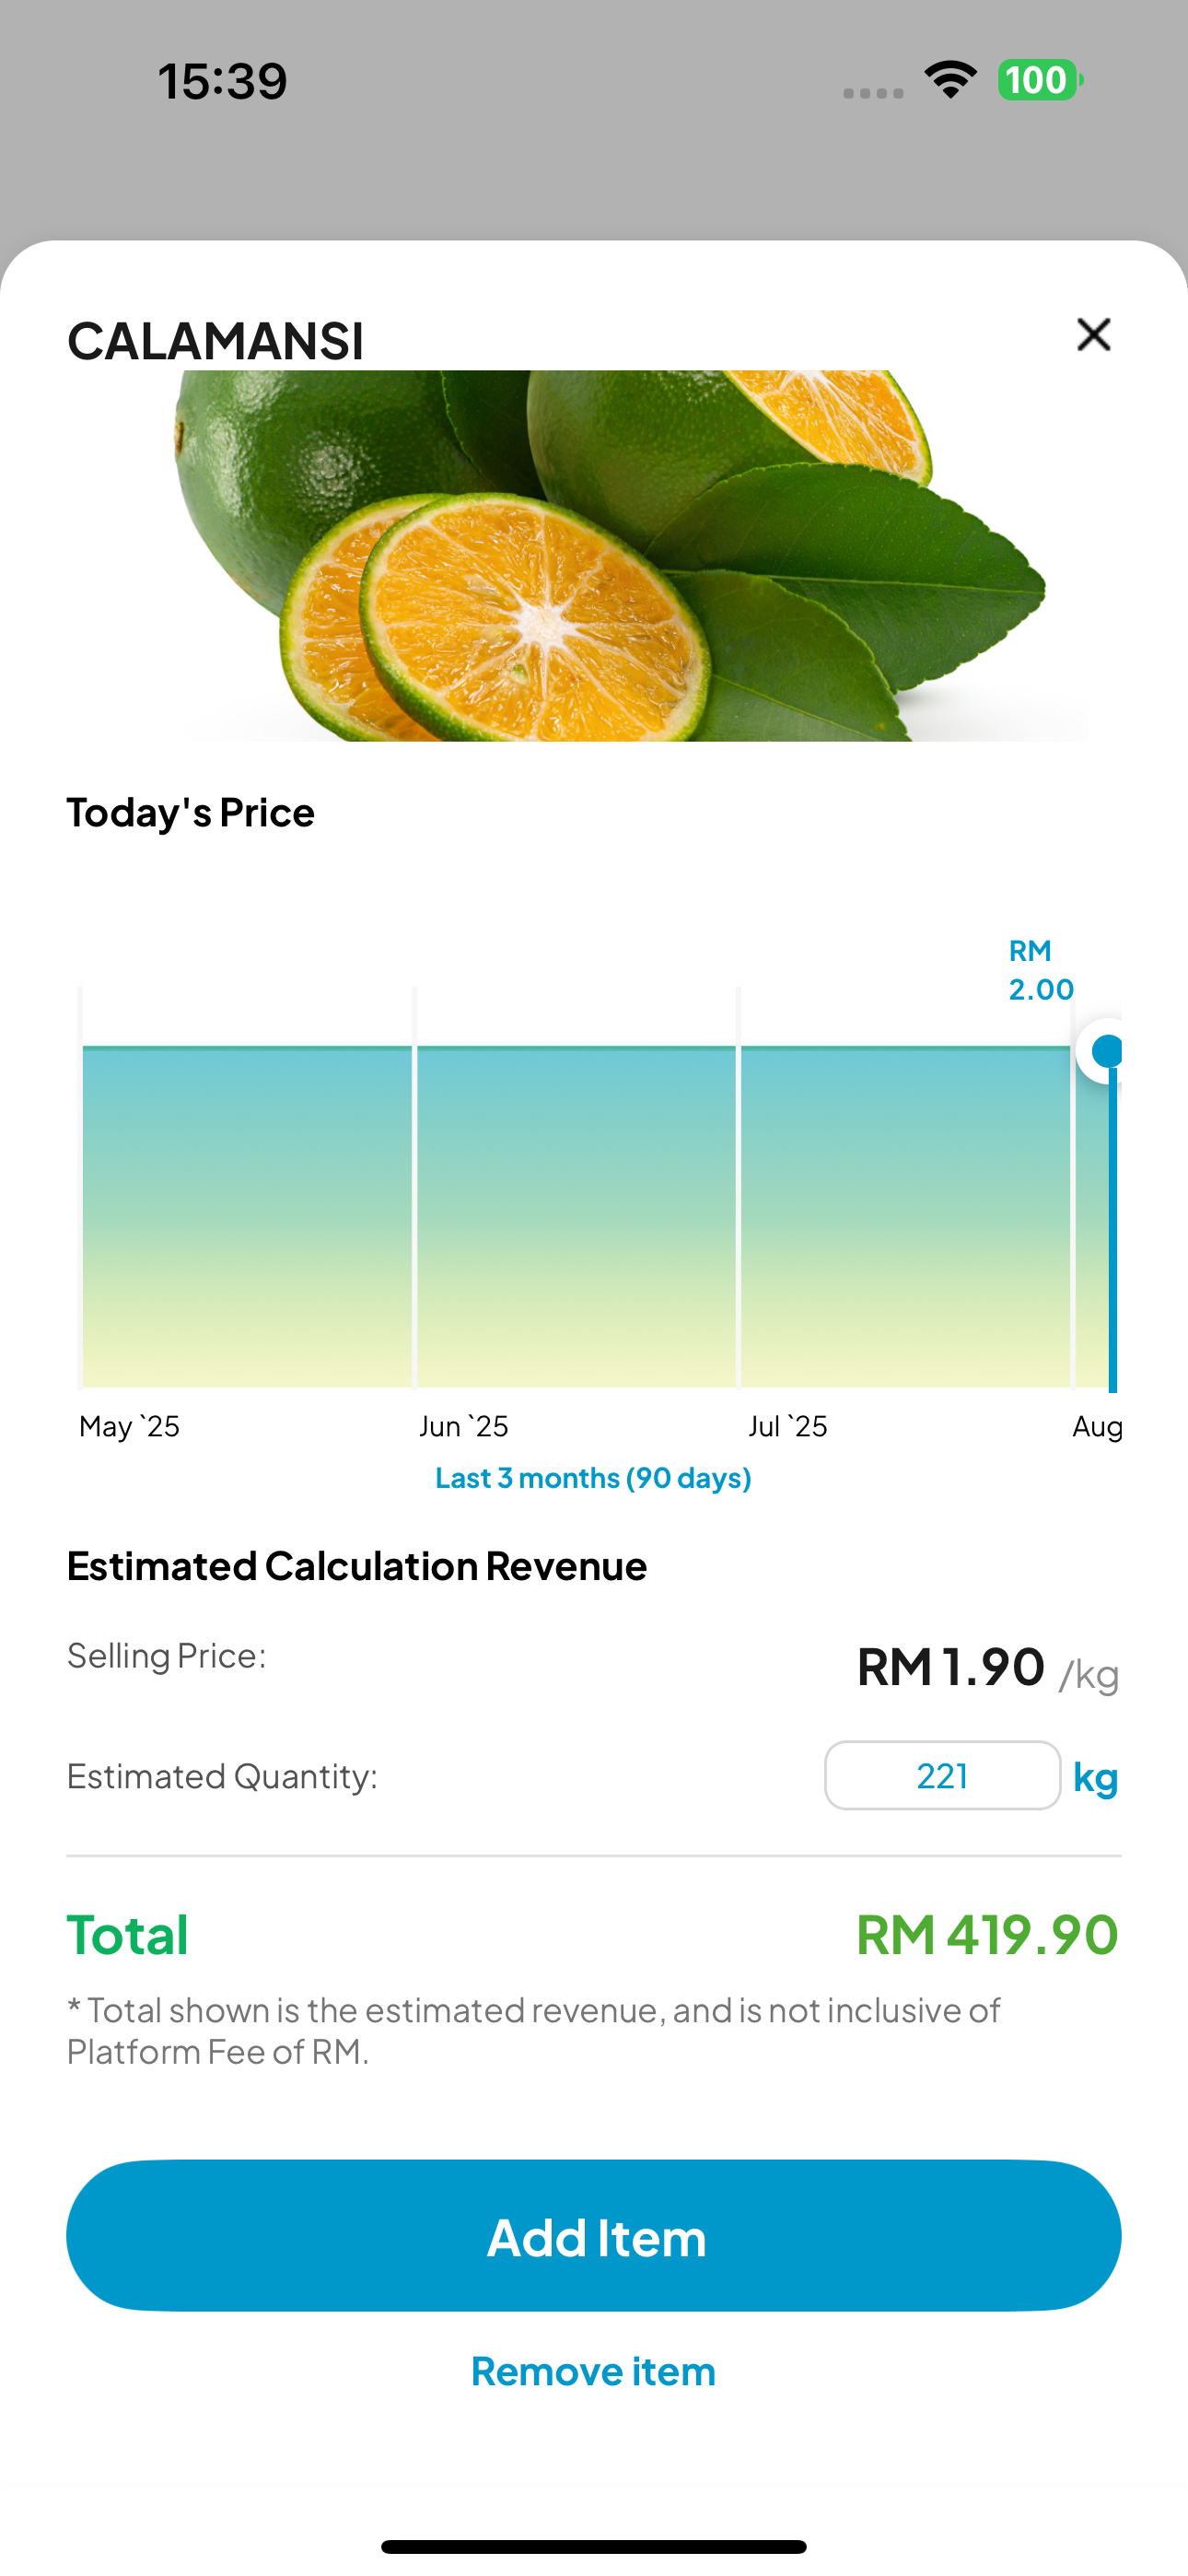 15:39
100
CALAMANSI
Today's Price
RM
2.00
May `25
Jun `25
Jul `25
Aug
Last 3 months (90 days)
Estimated Calculation Revenue
Selling Price:
RM 1.90 /kg
Estimated Quantity:
221 kg
Total
RM 419.90
* Total shown is the estimated revenue, and is not inclusive of
Platform Fee of RM.
Add Item
Remove item